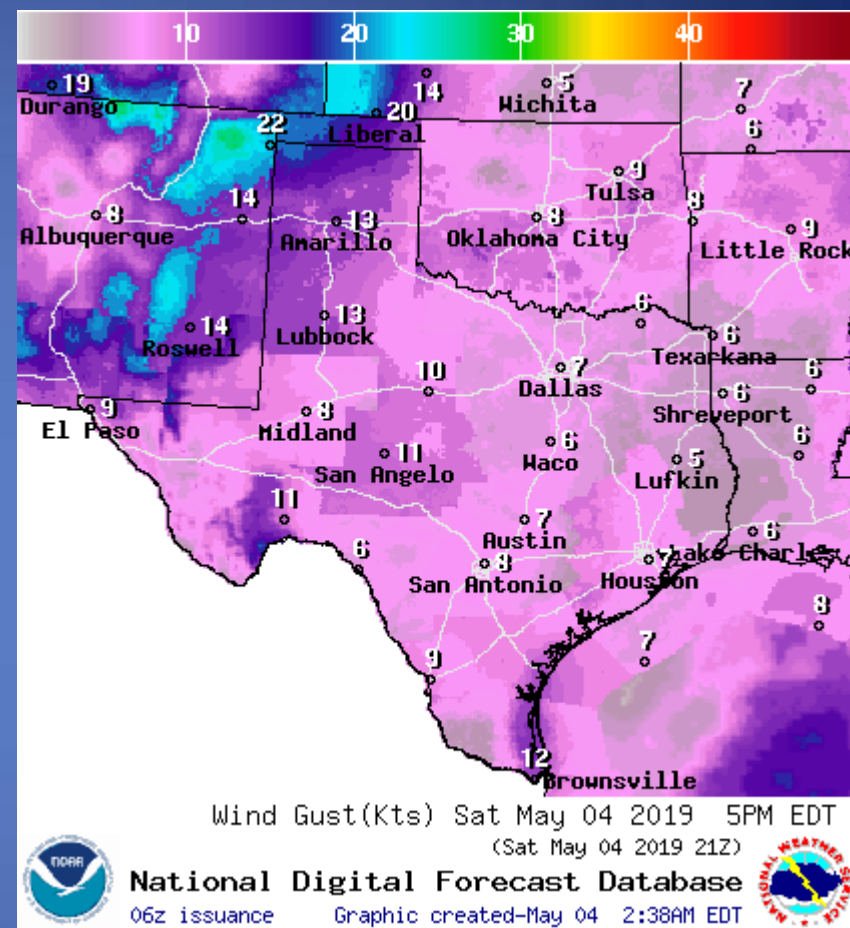 10 20 30 40
19
Durango
20
Liberal
14
5
Wichita
7
22
6
9
Tulsa
8
Albuquerque
14
13
Amarillo
8
Oklahoma City
8
9
Little Rock
14
Roswell
13
Lubbock
6
6
Texarkana
7
Dallas
10
6
Shreveport
6
9
El Paso
8
Midland
11
San Angelo
6
Waco
5
Lufkin
6
11
7
Austin
6
Lake Charles
6
8
San Antonio
7
Houston
8
7
9
12
Brownsville
Wind Gust(Kts) Sat May 04 2019 5PM EDT
(Sat May 04 2019 21Z)
National Digital Forecast Database
06z issuance Graphic created-May 04 2:38AM EDT
NOAA
NATIONAL WEATHER SERVICE